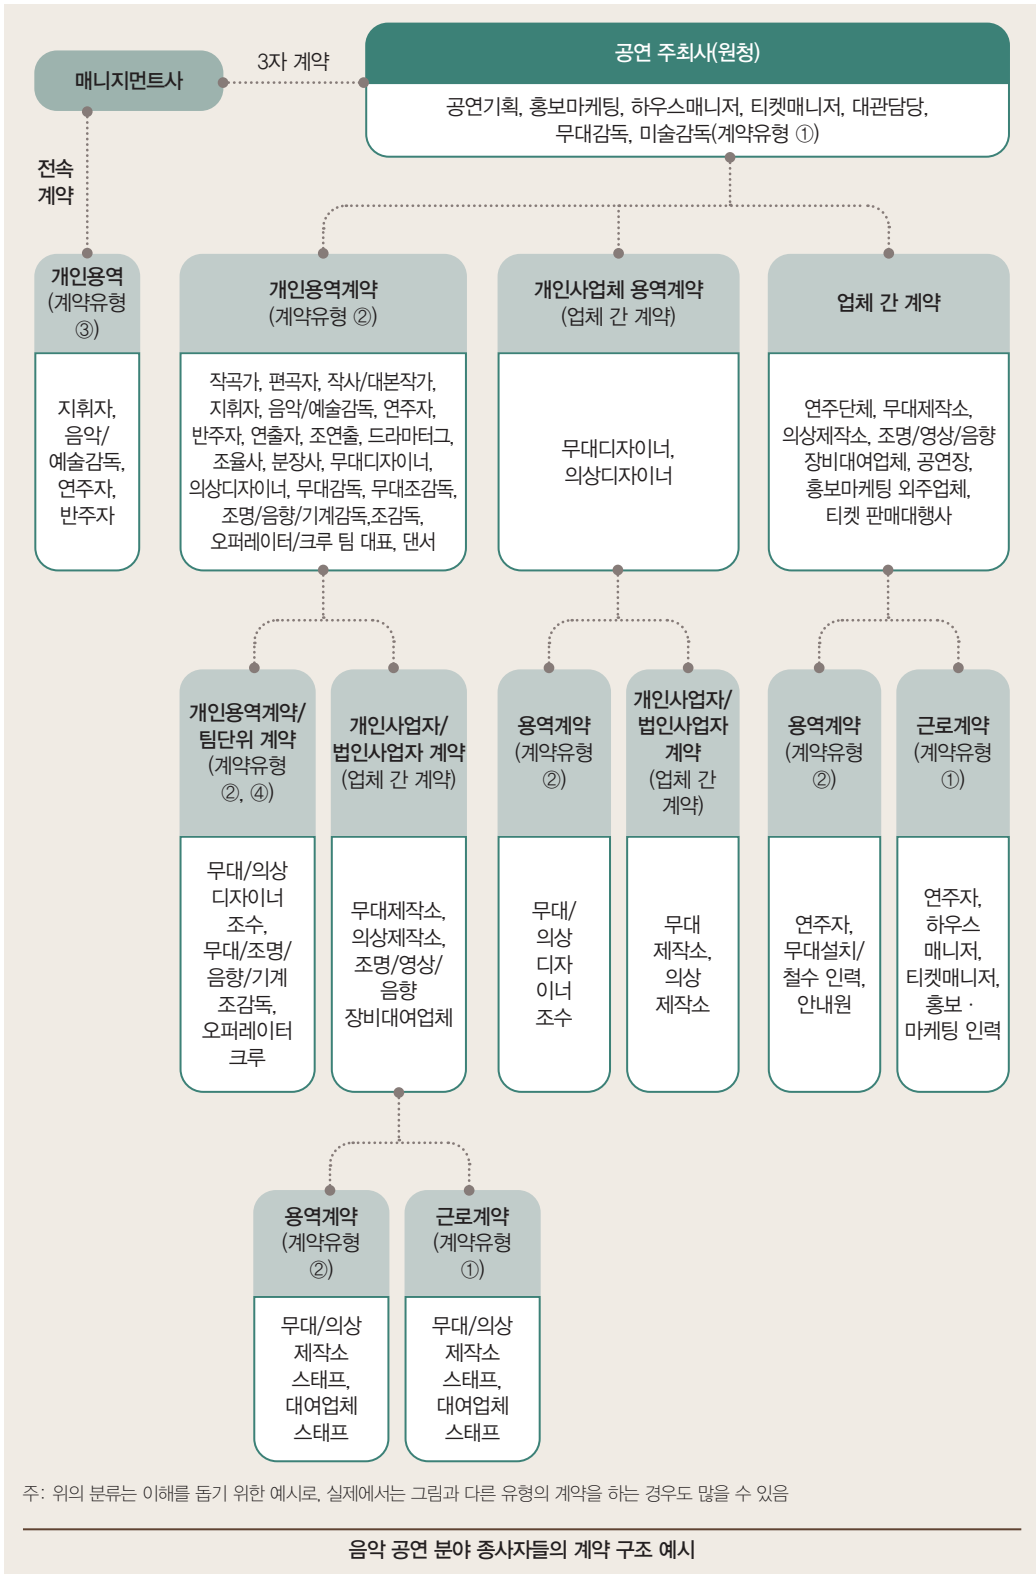 매니지먼트사
3자 계약
공연 주최사(원청)
공연기획, 홍보마케팅, 하우스매니저, 티켓매니저, 대관담당,
무대감독, 미술감독(계약유형 ①)
전속
계약
개인용역
(계약유형
③)
지휘자,
음악/
예술감독,
연주자,
반주자
개인용역계약
(계약유형 ②)
작곡가, 편곡자, 작사/대본작가,
지휘자, 음악/예술감독, 연주자,
반주자, 연출자, 조연출, 드라마터그,
조율사, 분장사, 무대디자이너,
의상디자이너, 무대감독, 무대조감독,
조명/음향/기계감독,조감독,
오퍼레이터/크루 팀 대표, 댄서
개인사업체 용역계약
(업체 간 계약)
무대디자이너,
의상디자이너
업체 간 계약
연주단체, 무대제작소,
의상제작소, 조명/영상/음향
장비대여업체, 공연장,
홍보마케팅 외주업체,
티켓 판매대행사
개인용역계약/
팀단위 계약
(계약유형
②, ④)
무대/의상
디자이너
조수,
무대/조명/
음향/기계
조감독,
오퍼레이터
크루
개인사업자/
법인사업자 계약
(업체 간 계약)
무대제작소,
의상제작소,
조명/영상/
음향
장비대여업체
용역계약
(계약유형
②)
무대/
의상
디자
이너
조수
개인사업자/
법인사업자
계약
(업체 간
계약)
무대
제작소,
의상
제작소
용역계약
(계약유형
②)
연주자,
무대설치/
철수 인력,
안내원
근로계약
(계약유형
①)
연주자,
하우스
매니저,
티켓매니저,
홍보 ·
마케팅 인력
용역계약
(계약유형
②)
무대/의상
제작소
스태프,
대여업체
스태프
근로계약
(계약유형
①)
무대/의상
제작소
스태프,
대여업체
스태프
주: 위의 분류는 이해를 돕기 위한 예시로, 실제에서는 그림과 다른 유형의 계약을 하는 경우도 많을 수 있음
음악 공연 분야 종사자들의 계약 구조 예시